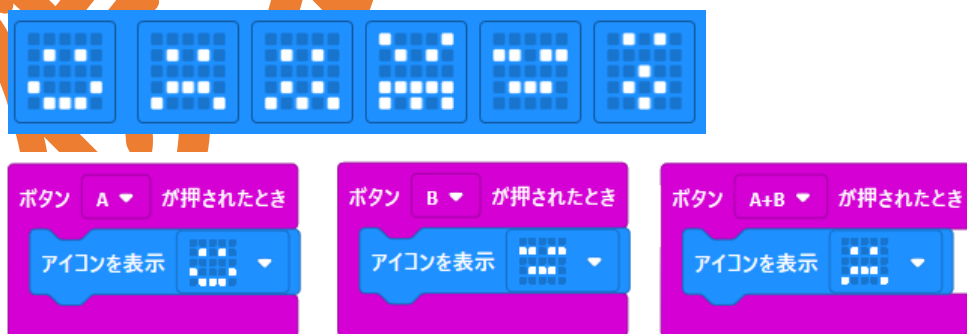 ボタン A が押されたとき
アイコンを表示
ボタン B が押されたとき
アイコンを表示
ボタン A+B が押されたとき
アイコンを表示